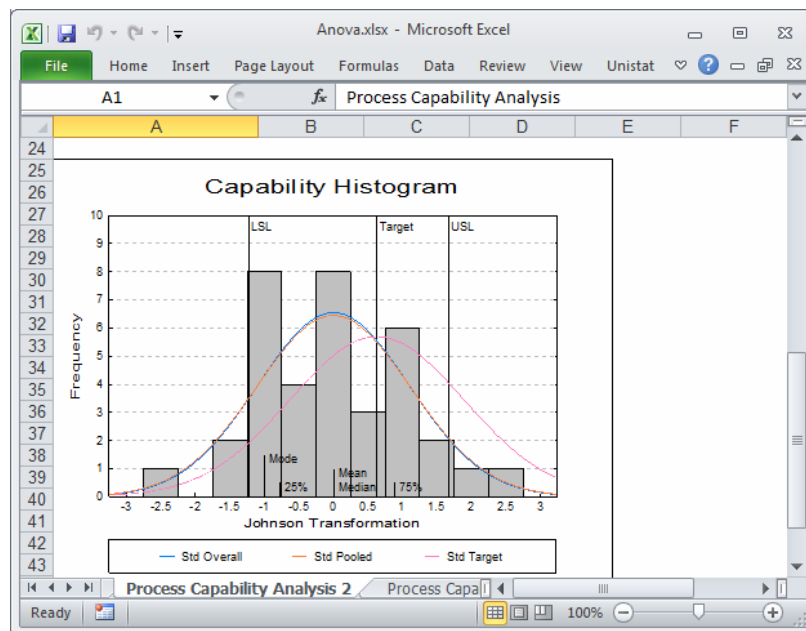 Anova.xlsx - Microsoft Excel
File Home Insert Page Layout Formulas Data Review View Unistat
A1 fx Process Capability Analysis
A B C D E F
24
25
26
27
28
29
30
31
32
33
34
35
36
37
38
39
40
41
42
43
Capability Histogram
LSL Target USL
10
9
8
7
6
5
4
3
2
1
0
Frequency
Mode
Mean
25% Median 75%
-3 -2.5 -2 -1.5 -1 -0.5 0 0.5 1 1.5 2 2.5 3
Johnson Transformation
Std Overall Std Pooled Std Target
Process Capability Analysis 2 Process Capa
Ready 100%